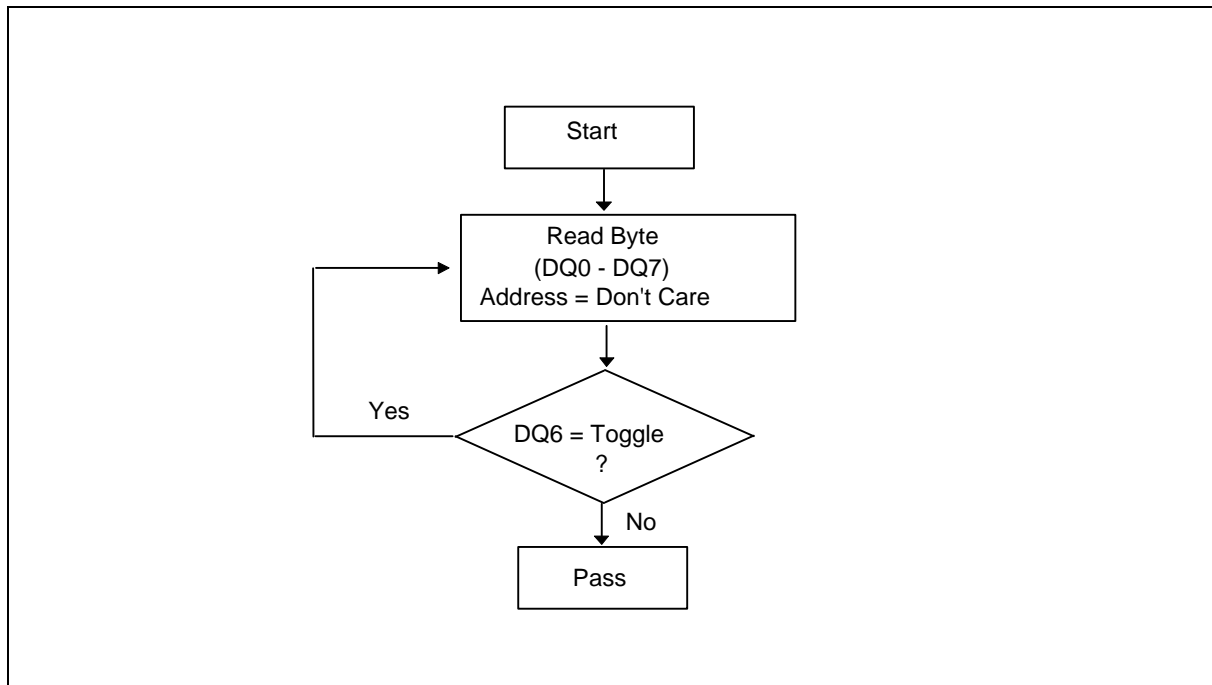 Start
Read Byte
(DQ0 - DQ7)
Address = Don't Care
Yes
DQ6 = Toggle
?
No
Pass